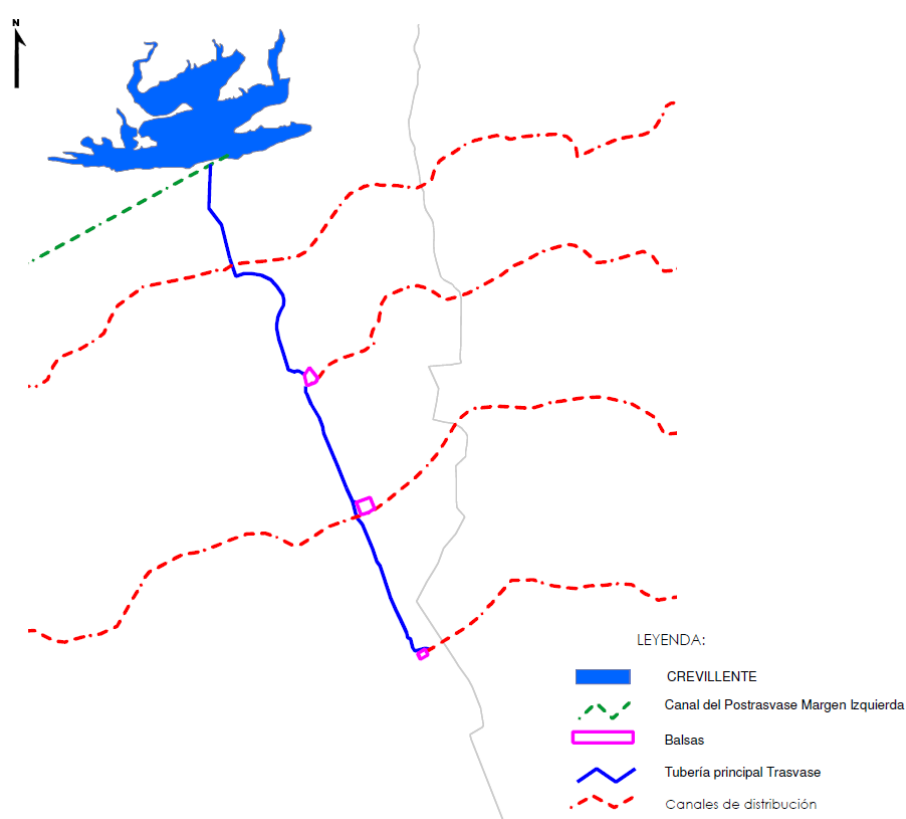 N
LEYENDA:
CREVILLENTE
Canal del Postrasvase Margen Izquierda
Balsas
Tubería principal Trasvase
Canales de distribución